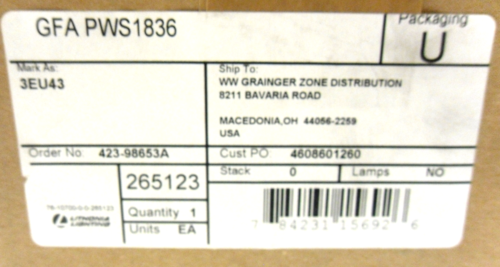 GFA PWS1836
Packaging
U
Mark As:
3EU43
Ship To:
WW GRAINGER ZONE DISTRIBUTION
8211 BAVARIA ROAD
MACEDONIA,OH 44056-2259
USA
Order No 423-98653A
Cust PO 4608601260
265123
Stack 0 Lamps NO
Quantity 1
Units EA
LITHONIA
LIGHTING
7 84231 15692 6